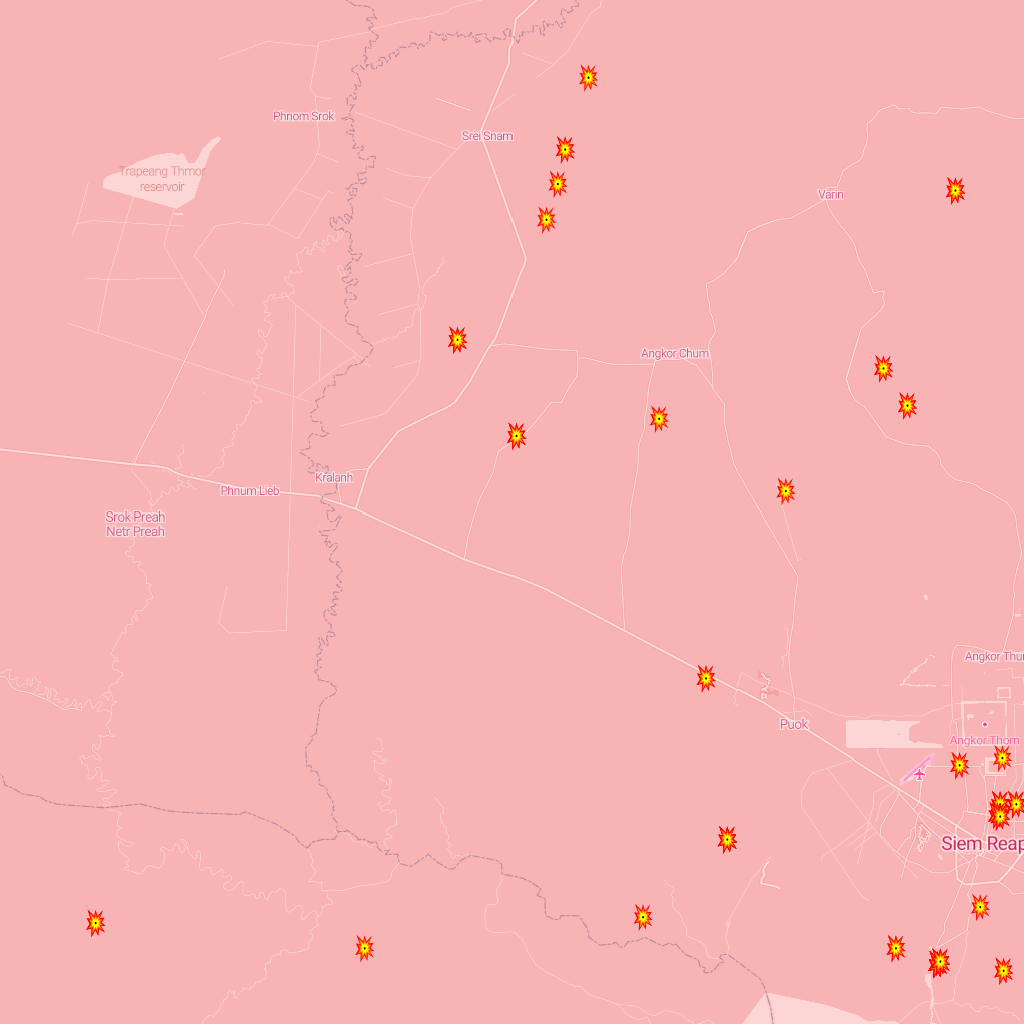 Phnom Srok
Srei Snam
Trapeang Thmor
reservoir
Varin
Angkor Chum
Kralanh
Phnum Lieb
Srok Preah
Netr Preah
Angkor Thum
Puok
Angkor Thom
Siem Reap